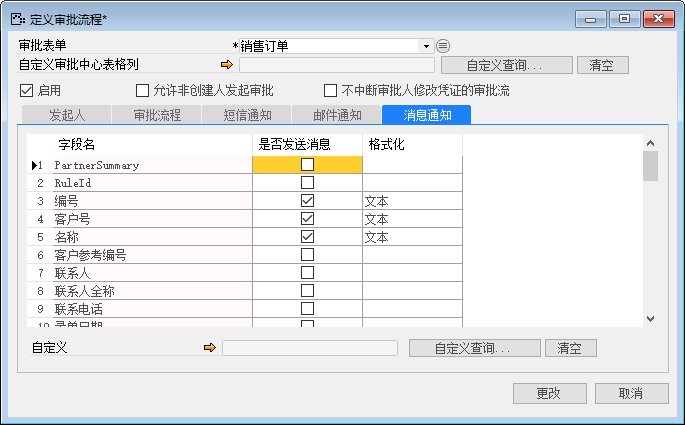 定义审批流程*
审批表单 *销售订单
自定义审批中心表格列 自定义查询... 清空
启用 允许非创建人发起审批 不中断审批人修改凭证的审批流
发起人 审批流程 短信通知 邮件通知 消息通知
字段名 是否发送消息 格式化
1 PartnerSummary
2 RuleId
3 编号 文本
4 客户号 文本
5 名称 文本
6 客户参考编号
7 联系人
8 联系人全称
9 联系电话
10 录单日期
自定义 自定义查询... 清空
更改 取消